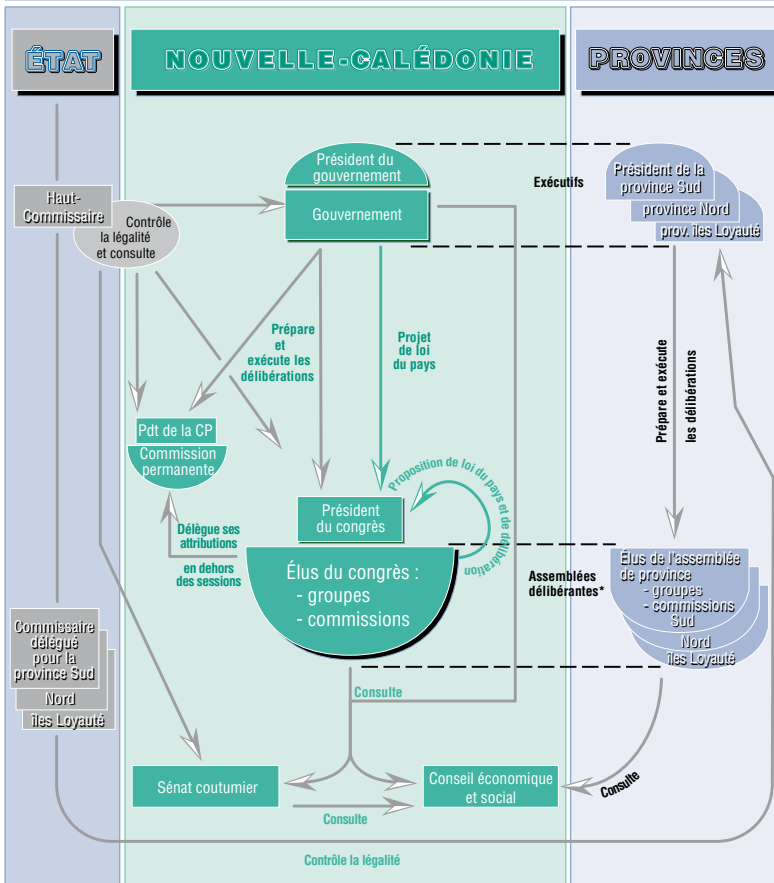 ÉTAT
NOUVELLE-CALÉDONIE
PROVINCES
Président du
gouvernement
Gouvernement
Exécutifs
Président de la
province Sud
province Nord
prov. îles Loyauté
Haut-
Commissaire
Contrôle
la légalité
et consulte
Prépare
et
exécute les
délibérations
Projet
de loi
du pays
Prépare et exécute
les délibérations
Pdt de la CP
Commission
permanente
Proposition de loi du pays et de délibération
Président
du congrès
Délègue ses
attributions
en dehors
des sessions
Élus du congrès :
- groupes
- commissions
Assemblées
délibérantes*
Élus de l'assemblée
de province
- groupes
- commissions
Sud
Nord
îles Loyauté
Commissaire
délégué
pour la
province Sud
Nord
îles Loyauté
Consulte
Sénat coutumier
Conseil économique
et social
Consulte
Consulte
Contrôle la légalité